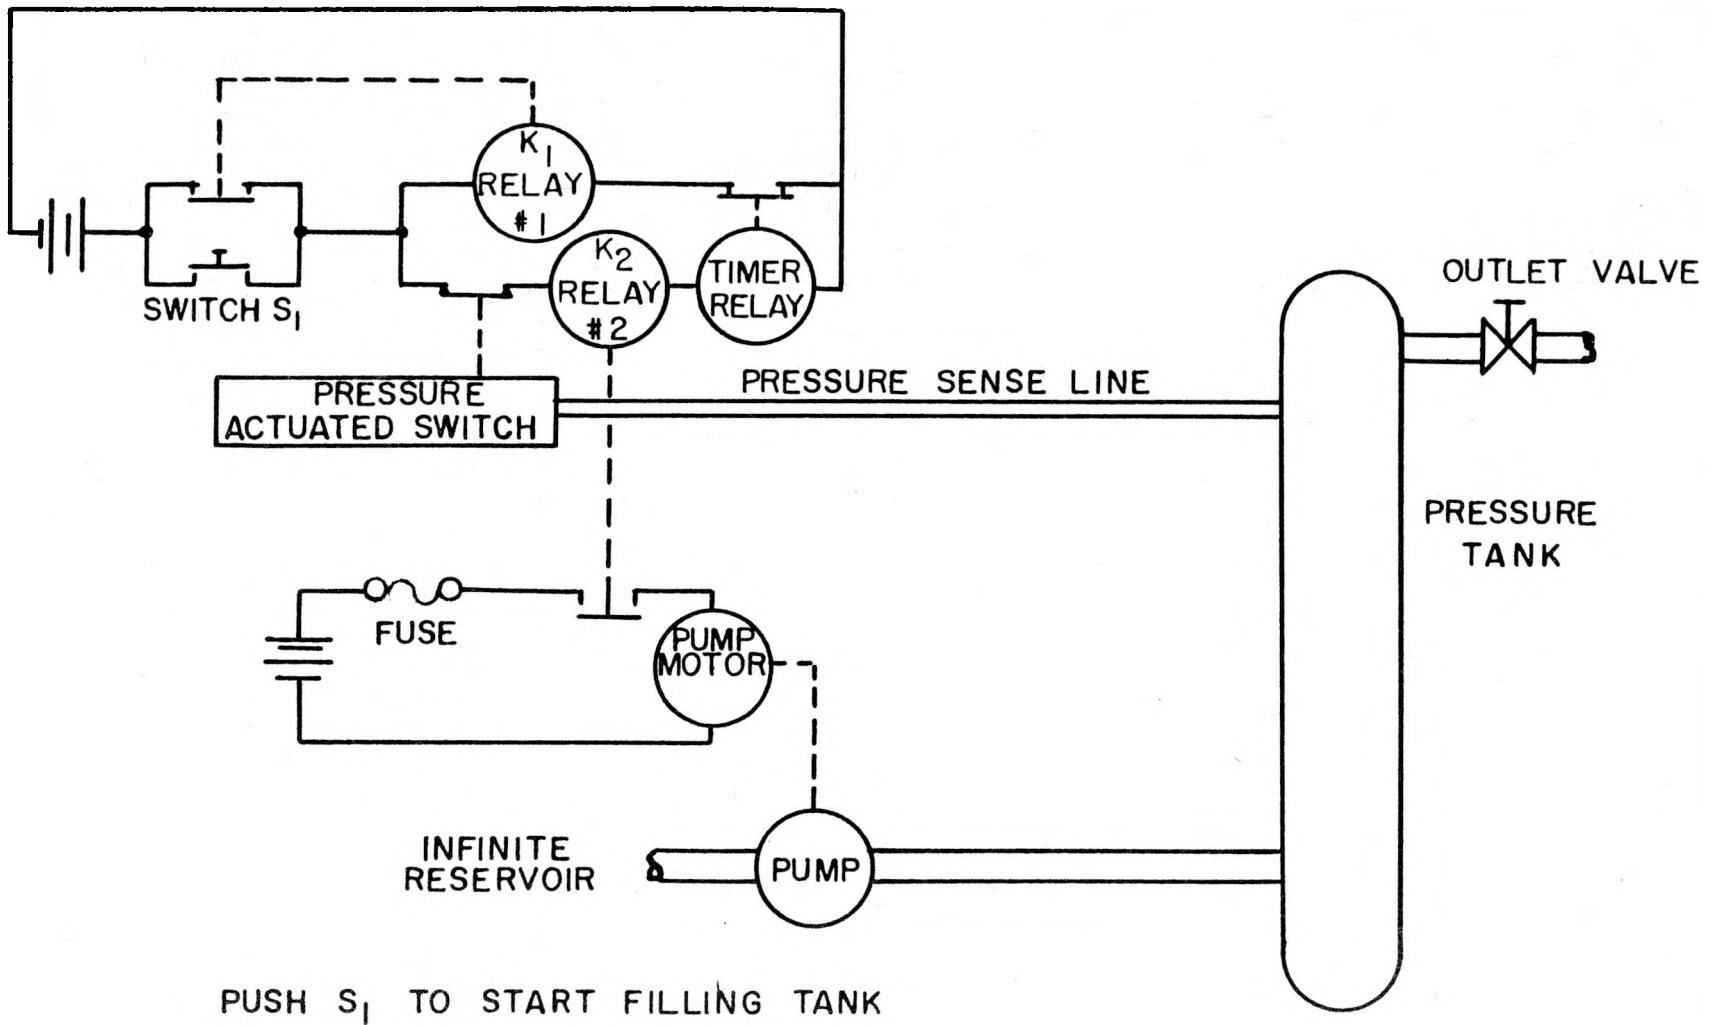 K1
RELAY
#1
K2
RELAY
#2
TIMER
RELAY
SWITCH S1
OUTLET VALVE
PRESSURE
ACTUATED SWITCH
PRESSURE SENSE LINE
PRESSURE
TANK
FUSE
PUMP
MOTOR
INFINITE
RESERVOIR
PUMP
PUSH S1 TO START FILLING TANK